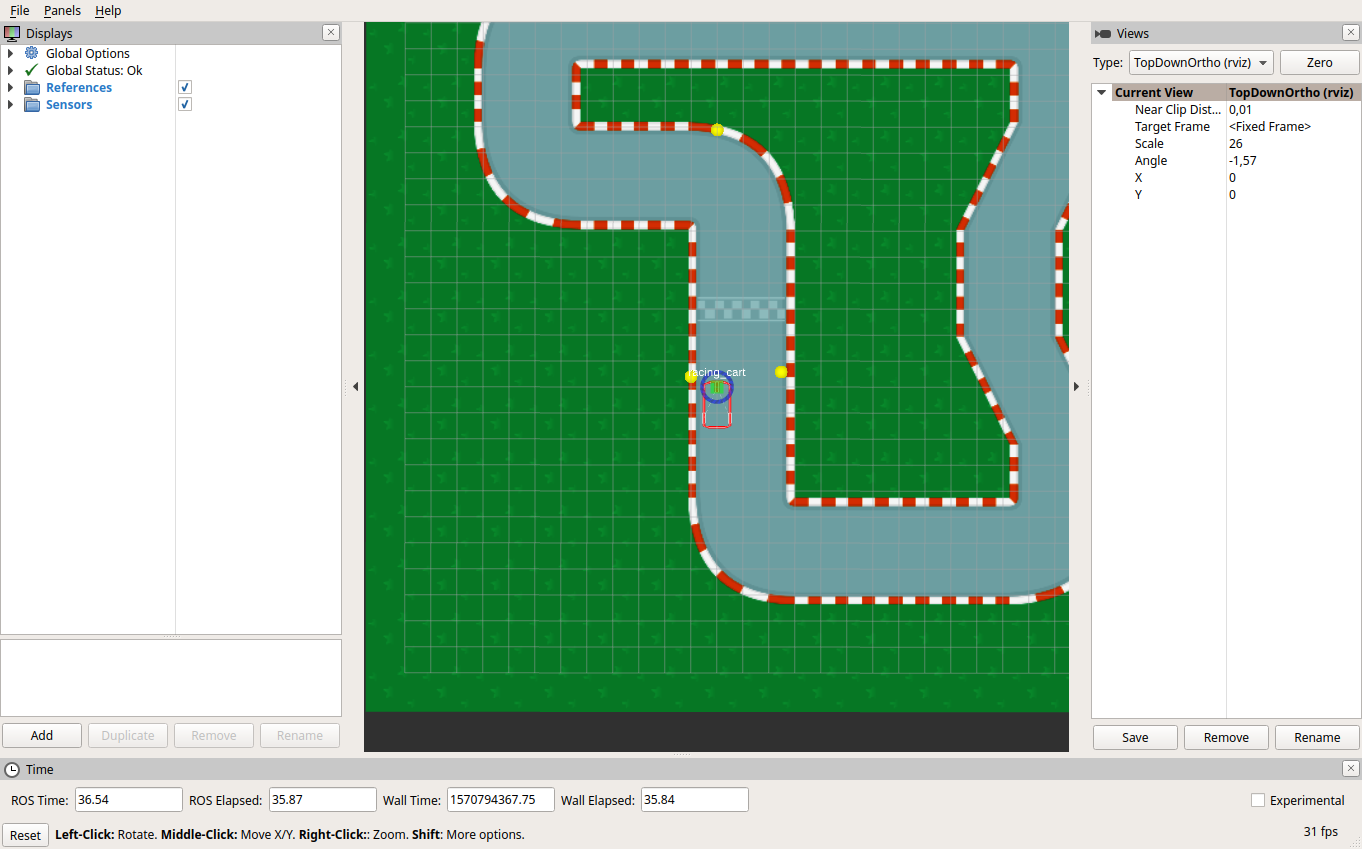 File Panels Help
Displays
Global Options
Global Status: Ok
References
Sensors
Add Duplicate Remove Rename
racing_cart
Views
Type: TopDownOrtho (rviz) Zero
Current View TopDownOrtho (rviz)
Near Clip Dist... 0,01
Target Frame <Fixed Frame>
Scale 26
Angle -1,57
X 0
Y 0
Save Remove Rename
Time
ROS Time: 36.54 ROS Elapsed: 35.87 Wall Time: 1570794367.75 Wall Elapsed: 35.84 Experimental
Reset Left-Click: Rotate. Middle-Click: Move X/Y. Right-Click:: Zoom. Shift: More options. 31 fps